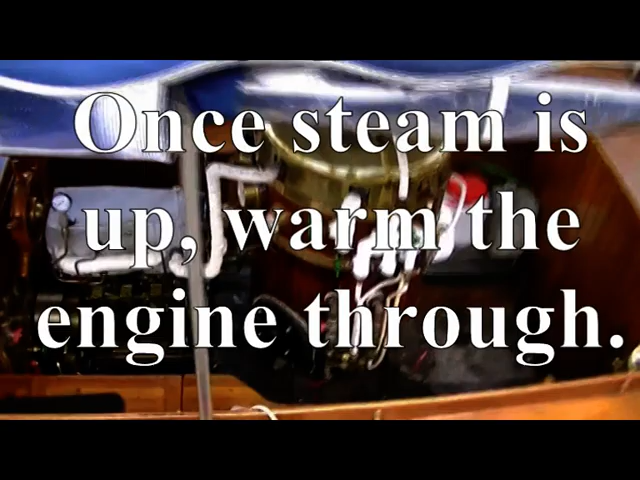 Once steam is
up, warm the
engine through.